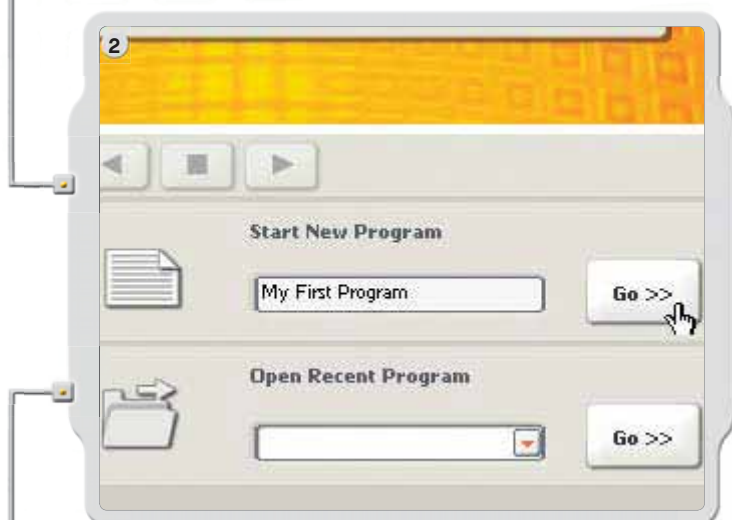 2
Start New Program
My First Program
Go >>
Open Recent Program
Go >>